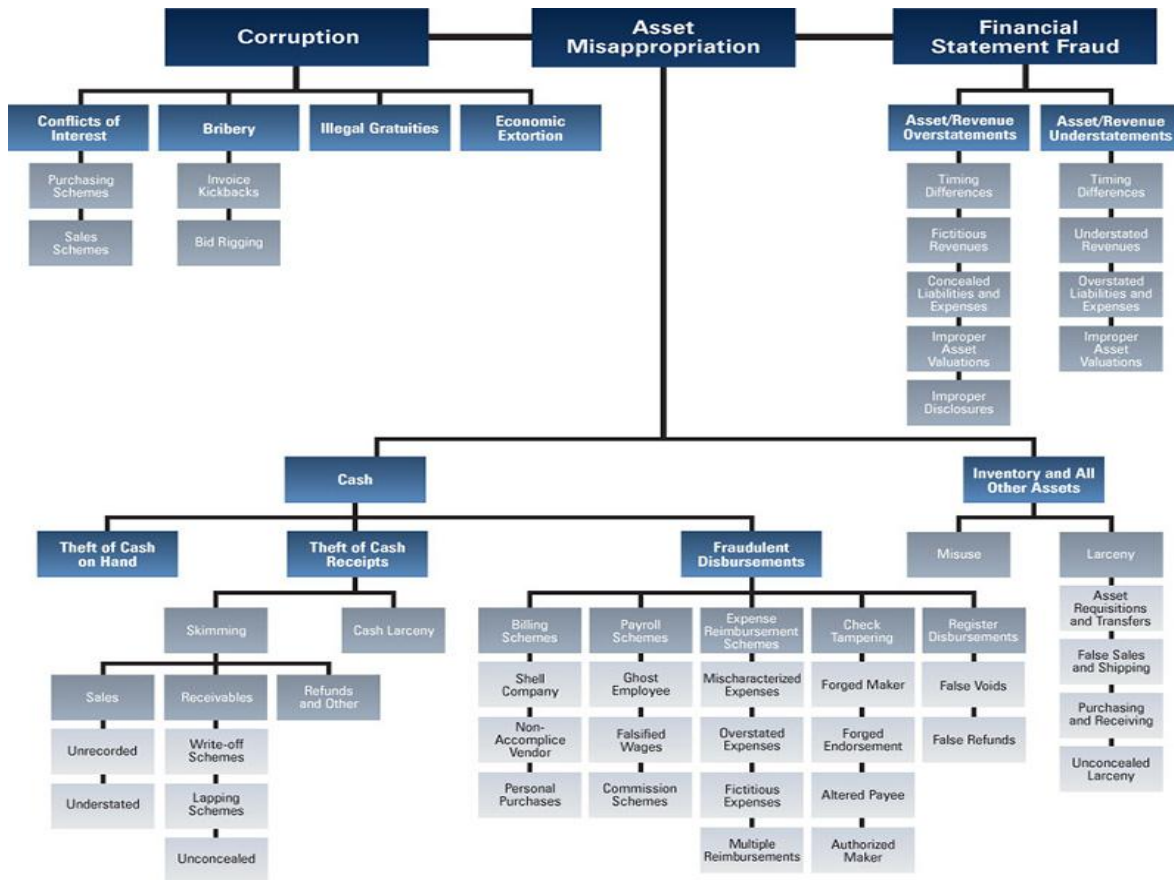 Corruption
Asset
Misappropriation
Financial
Statement Fraud
Conflicts of
Interest
Bribery
Illegal Gratuities
Economic
Extortion
Asset/Revenue
Overstatements
Asset/Revenue
Understatements
Purchasing
Schemes
Sales
Schemes
Invoice
Kickbacks
Bid Rigging
Timing
Differences
Fictitious
Revenues
Concealed
Liabilities and
Expenses
Improper
Asset
Valuations
Improper
Disclosures
Timing
Differences
Understated
Revenues
Overstated
Liabilities and
Expenses
Improper
Asset
Valuations
Cash
Inventory and All
Other Assets
Theft of Cash
on Hand
Theft of Cash
Receipts
Fraudulent
Disbursements
Misuse
Larceny
Asset
Requisitions
and Transfers
False Sales
and Shipping
Purchasing
and Receiving
Unconcealed
Larceny
Skimming
Cash Larceny
Sales
Unrecorded
Understated
Receivables
Write-off
Schemes
Lapping
Schemes
Unconcealed
Refunds
and Other
Billing
Schemes
Shell
Company
Non-
Accomplice
Vendor
Personal
Purchases
Payroll
Schemes
Ghost
Employee
Falsified
Wages
Commission
Schemes
Expense
Reimbursement
Schemes
Mischaracterized
Expenses
Overstated
Expenses
Fictitious
Expenses
Multiple
Reimbursements
Check
Tampering
Forged Maker
Forged
Endorsement
Altered Payee
Authorized
Maker
Register
Disbursements
False Voids
False Refunds